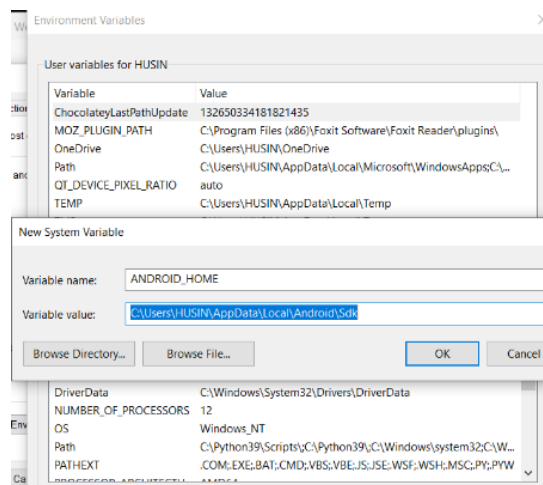 Environment Variables
User variables for HUSIN
Variable Value
ChocolateyLastPathUpdate 132650334181821435
MOZ_PLUGIN_PATH C:\Program Files (x86)\Foxit Software\Foxit Reader\plugins\
OneDrive C:\Users\HUSIN\OneDrive
Path C:\Users\HUSIN\AppData\Local\Microsoft\WindowsApps;C:\...
QT_DEVICE_PIXEL_RATIO auto
TEMP C:\Users\HUSIN\AppData\Local\Temp
New System Variable
Variable name: ANDROID_HOME
Variable value: C:\Users\HUSIN\AppData\Local\Android\Sdk
Browse Directory... Browse File... OK Cancel
DriverData C:\Windows\System32\Drivers\DriverData
NUMBER_OF_PROCESSORS 12
OS Windows_NT
Path C:\Python39\Scripts\;C:\Python39\;C:\Windows\system32;C:\W...
PATHEXT .COM;.EXE;.BAT;.CMD;.VBS;.VBE;.JS;.JSE;.WSF;.WSH;.MSC;.PY;.PYW